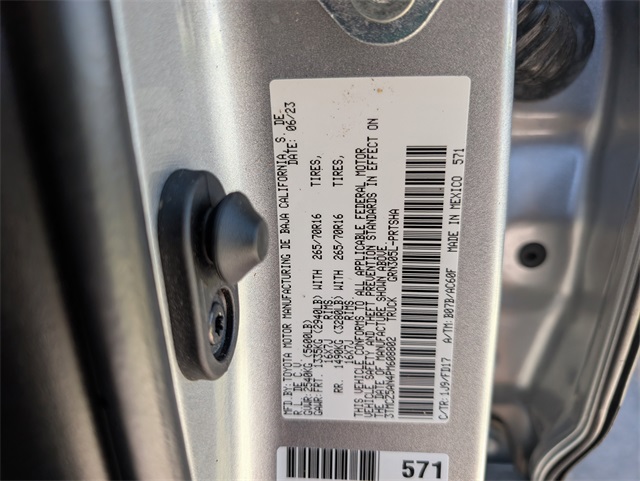 MFD.BY: TOYOTA MOTOR MANUFACTURING DE BAJA CALIFORNIA, S. DE
R. L. DE C.V. DATE: 06/23
GVWR: 2540KG (5600LB)
GAWR: FRT. 1335KG (2940LB) WITH 265/70R16 TIRES,
16X7J RIMS,
RR. 1490KG (3280LB) WITH 265/70R16 TIRES,
16X7J RIMS,
THIS VEHICLE CONFORMS TO ALL APPLICABLE FEDERAL MOTOR
VEHICLE SAFETY AND THEFT PREVENTION STANDARDS IN EFFECT ON
THE DATE OF MANUFACTURE SHOWN ABOVE.
TRUCK GRN305L-PRTSHA
C/TR: 1J9/FD17 A/TM: B07B/AC60F MADE IN MEXICO 571
571